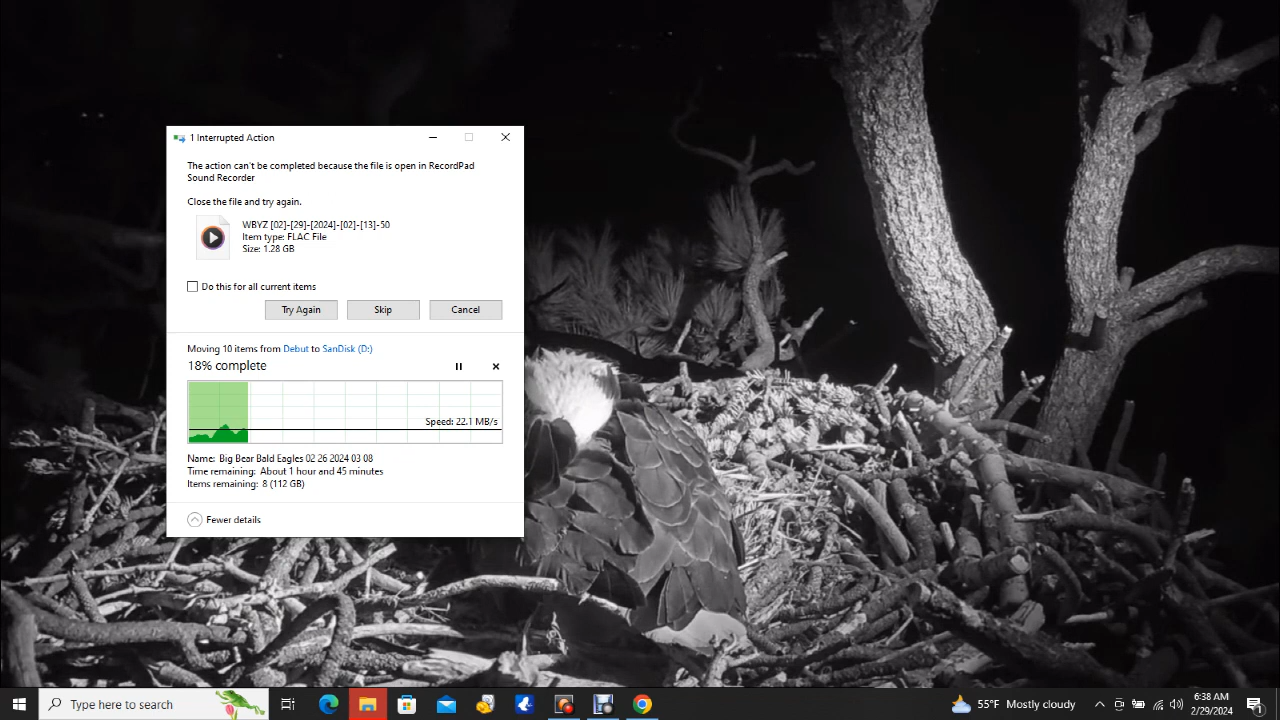 1 Interrupted Action
The action can't be completed because the file is open in RecordPad
Sound Recorder
Close the file and try again.
WBYZ [02]-[29]-[2024]-[02]-[13]-50
Item type: FLAC File
Size: 1.28 GB
Do this for all current items
Try Again
Skip
Cancel
Moving 10 items from Debut to SanDisk (D:)
18% complete
Speed: 22.1 MB/s
Name: Big Bear Bald Eagles 02 26 2024 03 08
Time remaining: About 1 hour and 45 minutes
Items remaining: 8 (112 GB)
Fewer details
Type here to search
55°F Mostly cloudy
6:38 AM
2/29/2024
1